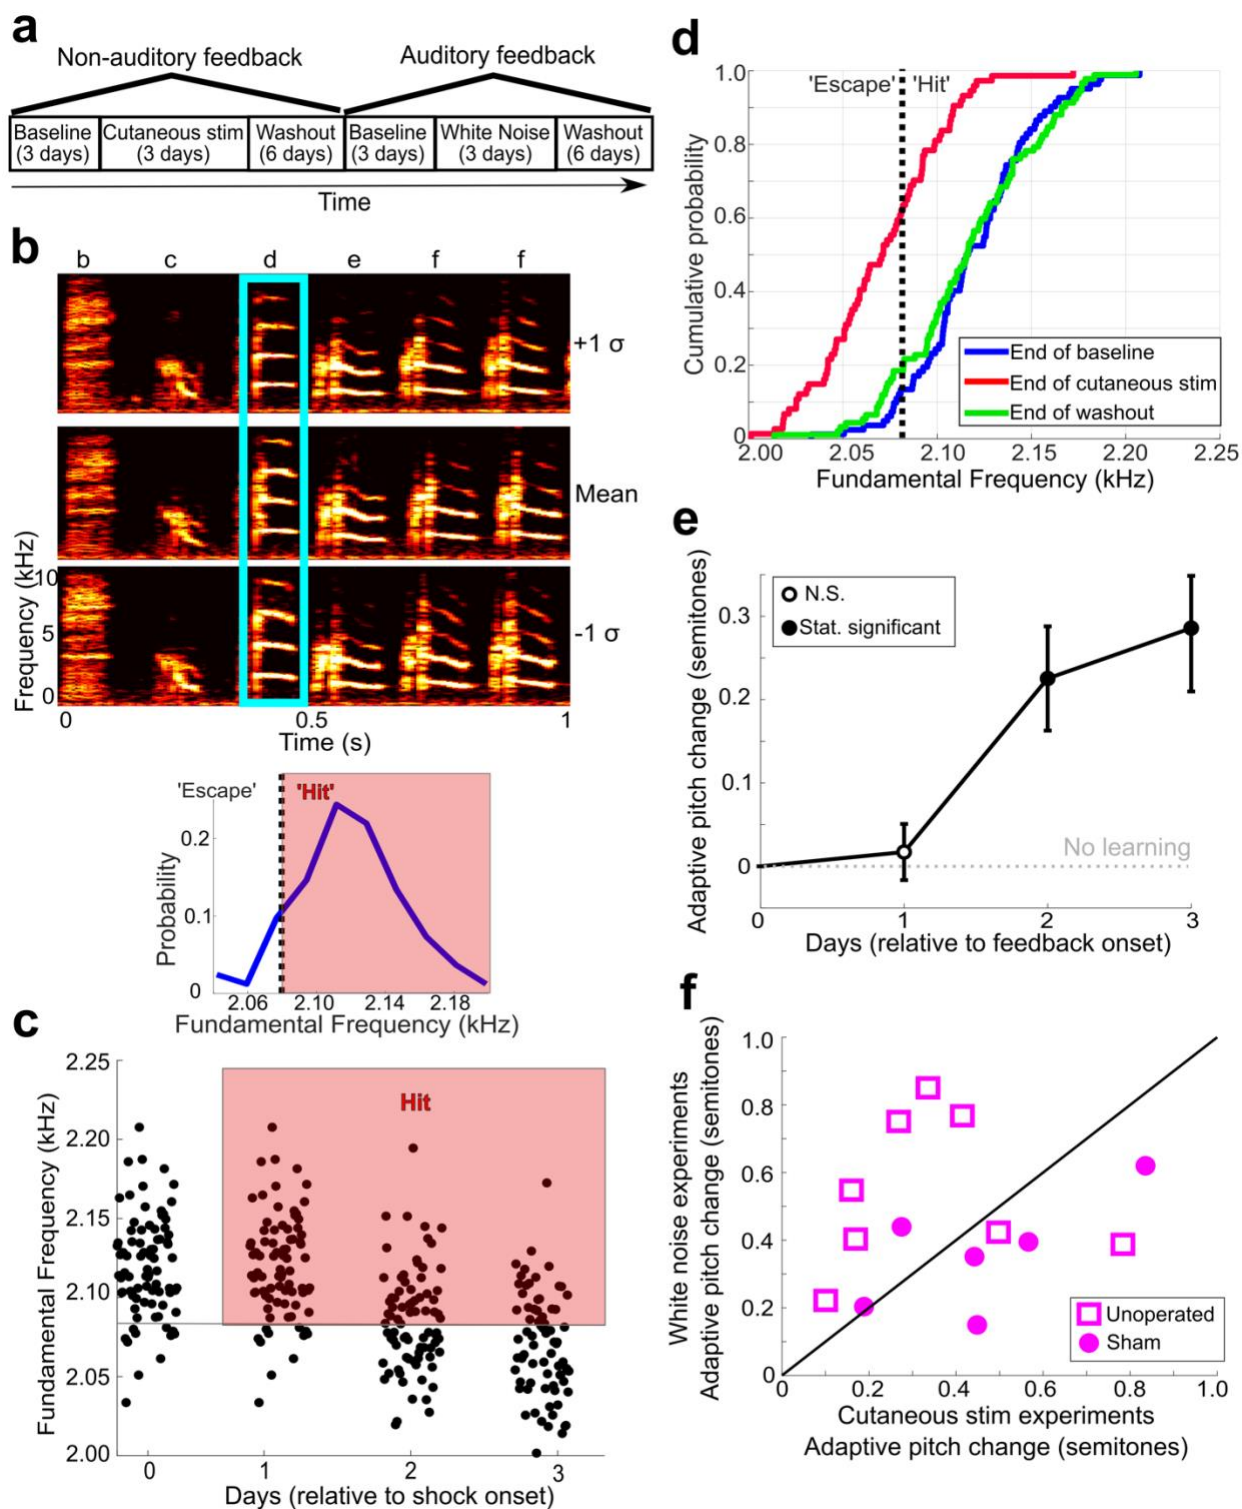 a
Non-auditory feedback
Auditory feedback
Baseline
(3 days)
Cutaneous stim
(3 days)
Washout
(6 days)
Baseline
(3 days)
White Noise
(3 days)
Washout
(6 days)
Time
b
b c d e f f
+1 σ
Mean
-1 σ
Frequency (kHz)
10
5
0
0 0.5 1
Time (s)
'Escape' 'Hit'
Probability
0.2
0.1
0
2.06 2.10 2.14 2.18
Fundamental Frequency (kHz)
c
Fundamental Frequency (kHz)
2.25
2.20
2.15
2.10
2.05
2.00
Hit
0 1 2 3
Days (relative to shock onset)
d
Cumulative probability
1.0
0.8
0.6
0.4
0.2
0
'Escape' 'Hit'
End of baseline
End of cutaneous stim
End of washout
2.00 2.05 2.10 2.15 2.20 2.25
Fundamental Frequency (kHz)
e
Adaptive pitch change (semitones)
0.3
0.2
0.1
0
N.S.
Stat. significant
No learning
0 1 2 3
Days (relative to feedback onset)
f
White noise experiments
Adaptive pitch change (semitones)
1.0
0.8
0.6
0.4
0.2
0
Unoperated
Sham
0 0.2 0.4 0.6 0.8 1.0
Cutaneous stim experiments
Adaptive pitch change (semitones)